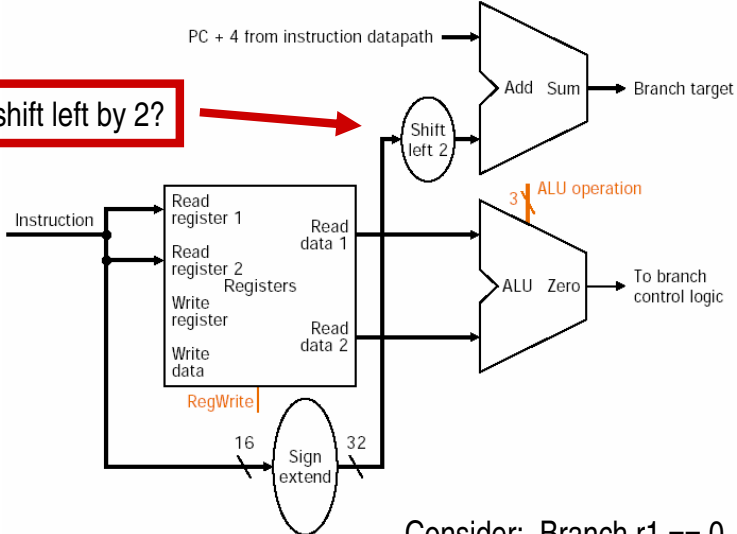 PC + 4 from instruction datapath
Add Sum
Branch target
shift left by 2?
Shift
left 2
3
ALU operation
Instruction
Read
register 1
Read
data 1
Read
register 2
Registers
ALU Zero
To branch
control logic
Write
register
Read
data 2
Write
data
RegWrite
16
Sign
extend
32
Consider: Branch r1 == 0